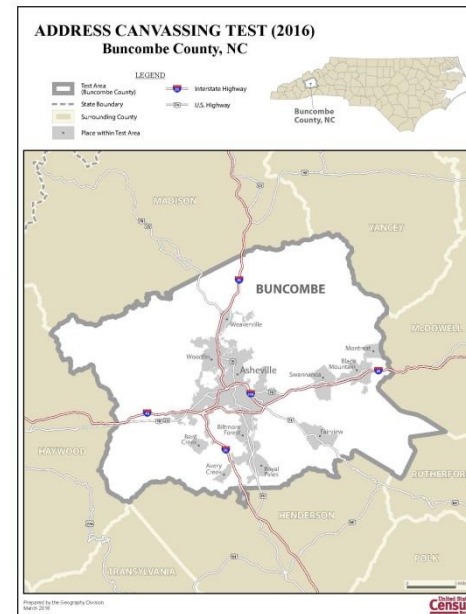 ADDRESS CANVASSING TEST (2016)
Buncombe County, NC
LEGEND
Test Area
(Buncombe County)
State Boundary
Surrounding County
Place within Test Area
Interstate Highway
U.S. Highway
Buncombe
County, NC
MADISON
YANCEY
BUNCOMBE
McDOWELL
Weaverville
Montreat
Woodfin
Black
Mountain
Asheville
Swannanoa
HAYWOOD
Biltmore
Forest
Bent
Creek
Fairview
Avery
Creek
Royal
Pines
RUTHERFORD
HENDERSON
POLK
TRANSYLVANIA
Prepared by the Geography Division
March 2016
United Sta
Census